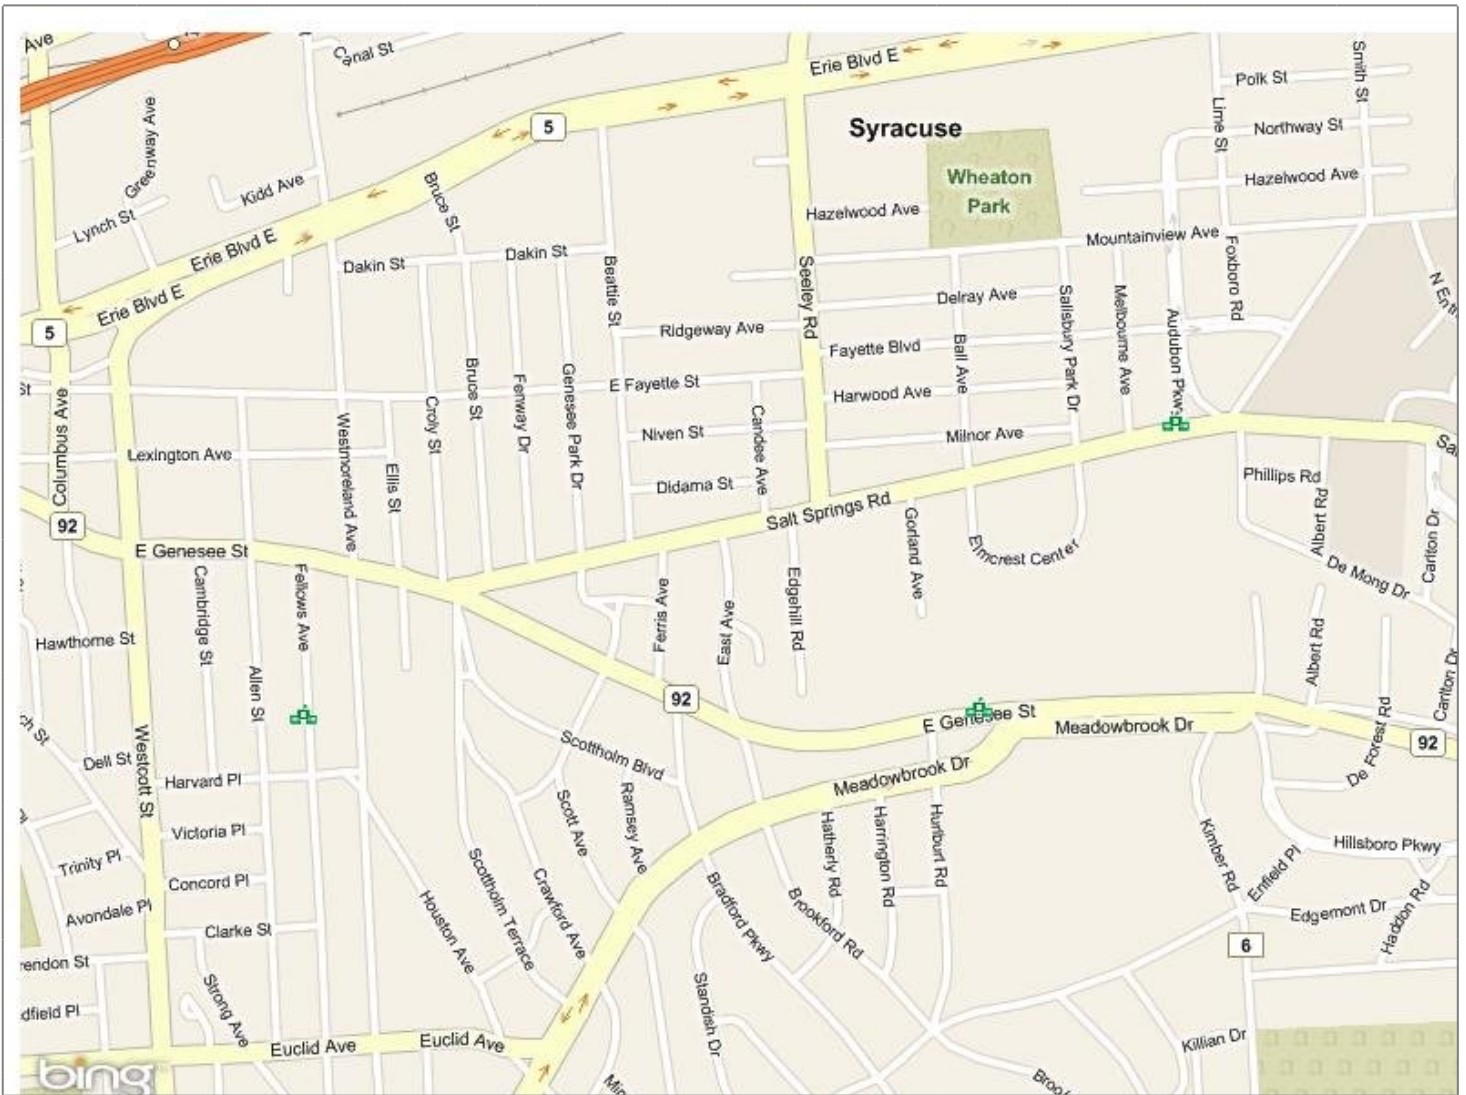 Ave
Canal St
Erie Blvd E
Smith St
Polk St
Lime St
5
Syracuse
Northway St
Greenway Ave
Wheaton
Park
Hazelwood Ave
Kidd Ave
Bruce St
Hazelwood Ave
Lynch St
Mountainview Ave
Erie Blvd E
Dakin St
Dakin St
Foxboro Rd
Beattie St
Seeley Rd
Erie Blvd E
Delray Ave
Salisbury Park Dr
Melbourne Ave
Audubon Pkwy
5
Ridgeway Ave
Fayette Blvd
Ball Ave
St
Columbus Ave
Bruce St
Fenway Dr
Genesee Park Dr
E Fayette St
Harwood Ave
Croly St
Westmoreland Ave
Candee Ave
Niven St
Milnor Ave
Lexington Ave
Ellis St
Didama St
Phillips Rd
Albert Rd
Salt Springs Rd
92
Gorland Ave
Elmcrest Center
Carlton Dr
E Genesee St
De Mong Dr
Cambridge St
Fellows Ave
Ferris Ave
East Ave
Edgehill Rd
Hawthorne St
Albert Rd
Carlton Dr
Allen St
92
E Genesee St
Meadowbrook Dr
De Forest Rd
92
Westcott St
Scottholm Blvd
Dell St
Harvard Pl
Meadowbrook Dr
Scott Ave
Ramsey Ave
Hatherly Rd
Harrington Rd
Hurlburt Rd
Kimber Rd
Victoria Pl
Hillsboro Pkwy
Trinity Pl
Enfield Pl
Concord Pl
Scottholm Terrace
Crawford Ave
Bradford Pkwy
Brookford Rd
Avondale Pl
Houston Ave
Edgemont Dr
Haddon Rd
Clarke St
6
rendon St
Strong Ave
Standish Dr
dfield Pl
Euclid Ave
Euclid Ave
Killian Dr
bing